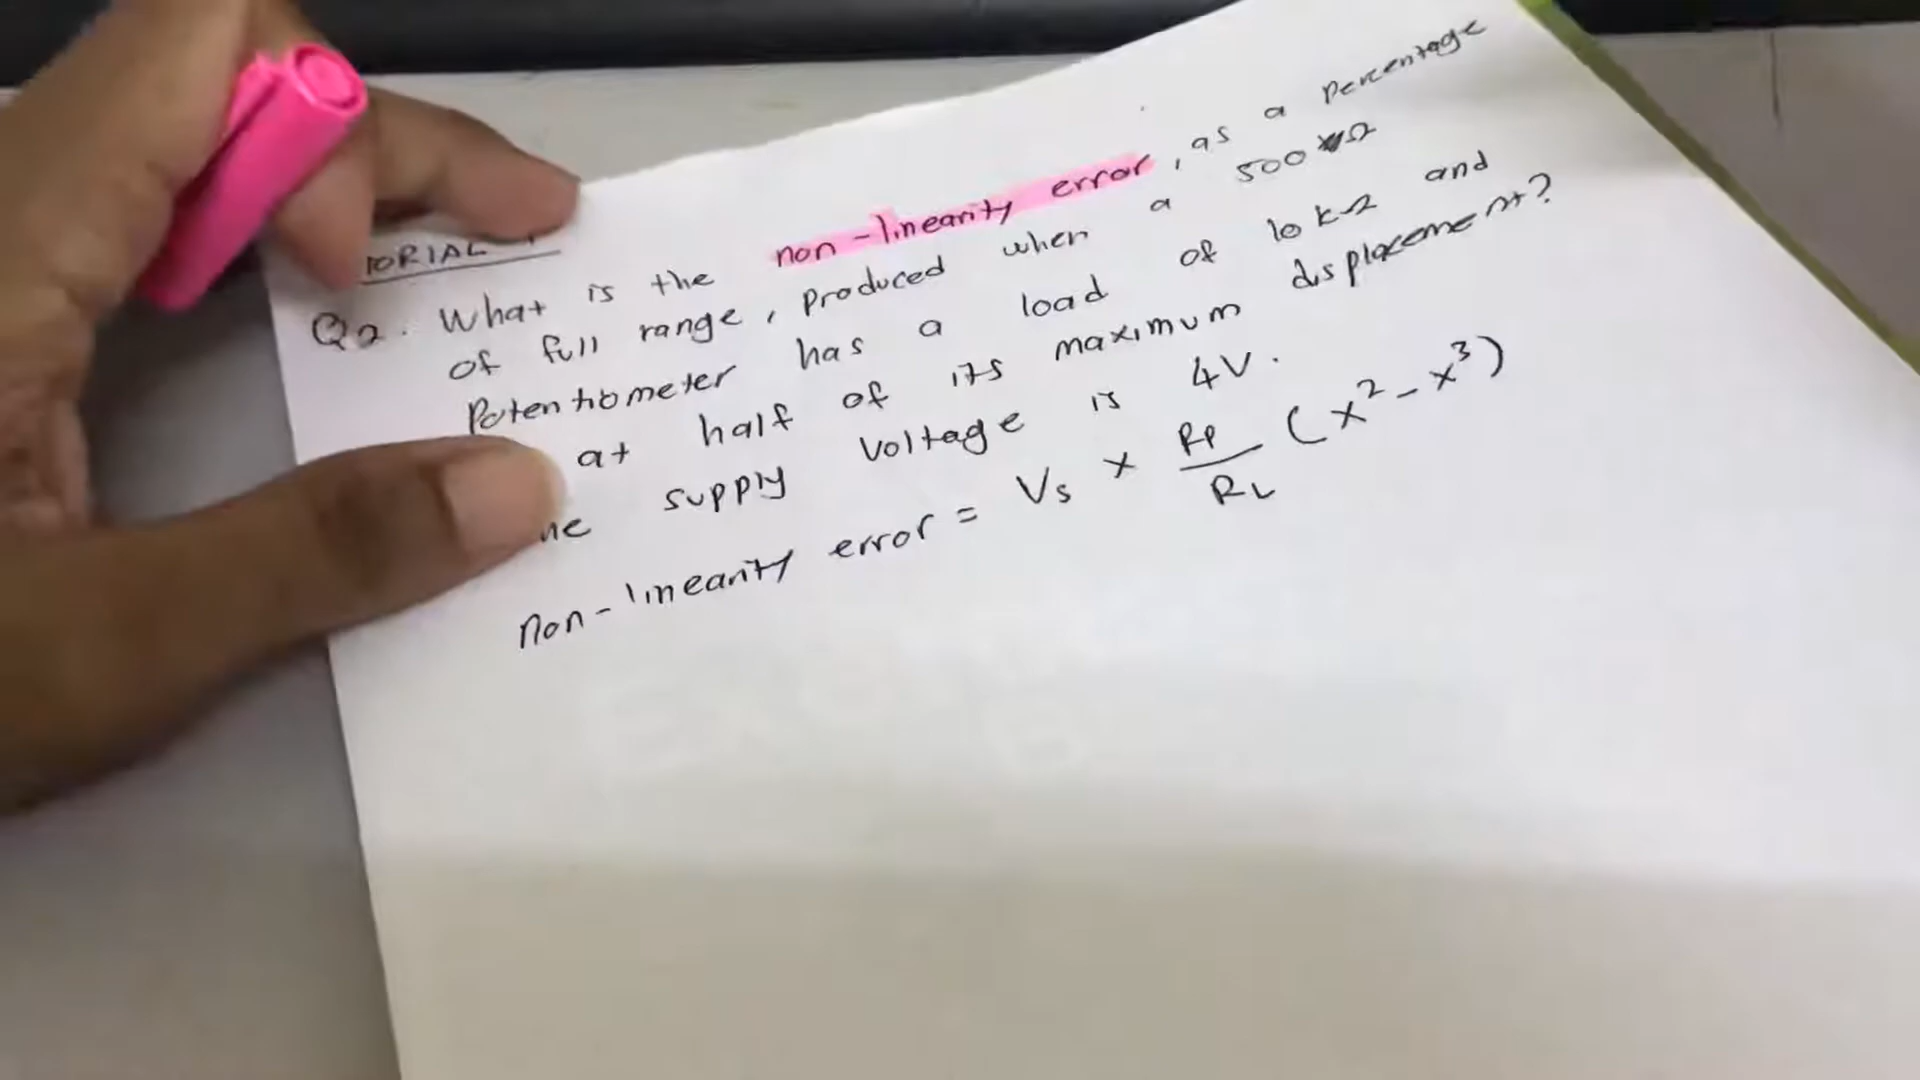 TORIAL
Q2. What is the non-linearity error, as a percentage
of full range, produced when a 500 Ω
Potentiometer has a load of 10 kΩ and
at half of its maximum displacement?
supply voltage is 4V.
non-linearity error = Vs × Rp/RL (x² - x³)